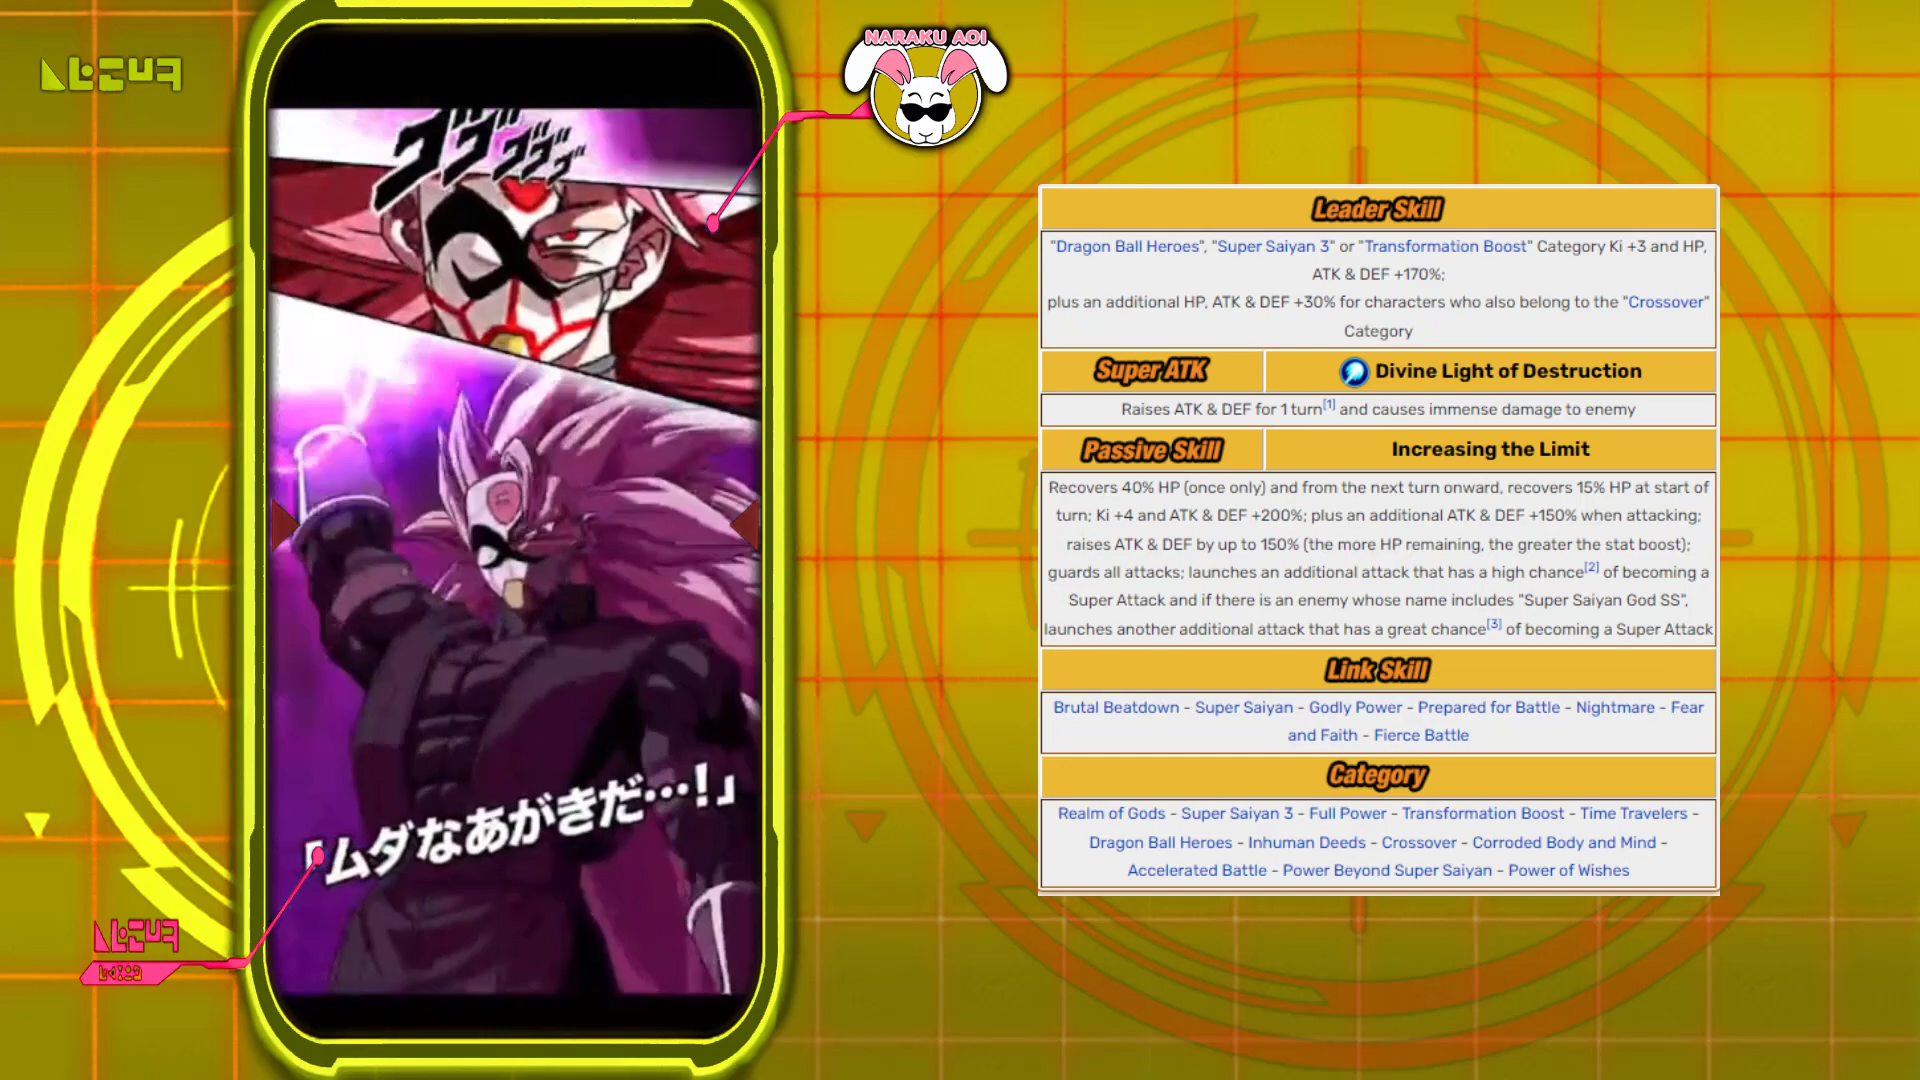 NARAKU AOI
「ムダなあがきだ…!」
Leader Skill
"Dragon Ball Heroes", "Super Saiyan 3" or "Transformation Boost" Category Ki +3 and HP,
ATK & DEF +170%;
plus an additional HP, ATK & DEF +30% for characters who also belong to the "Crossover"
Category
Super ATK
Divine Light of Destruction
Raises ATK & DEF for 1 turn[1] and causes immense damage to enemy
Passive Skill
Increasing the Limit
Recovers 40% HP (once only) and from the next turn onward, recovers 15% HP at start of
turn; Ki +4 and ATK & DEF +200%; plus an additional ATK & DEF +150% when attacking;
raises ATK & DEF by up to 150% (the more HP remaining, the greater the stat boost);
guards all attacks; launches an additional attack that has a high chance[2] of becoming a
Super Attack and if there is an enemy whose name includes "Super Saiyan God SS",
launches another additional attack that has a great chance[3] of becoming a Super Attack
Link Skill
Brutal Beatdown - Super Saiyan - Godly Power - Prepared for Battle - Nightmare - Fear
and Faith - Fierce Battle
Category
Realm of Gods - Super Saiyan 3 - Full Power - Transformation Boost - Time Travelers -
Dragon Ball Heroes - Inhuman Deeds - Crossover - Corroded Body and Mind -
Accelerated Battle - Power Beyond Super Saiyan - Power of Wishes